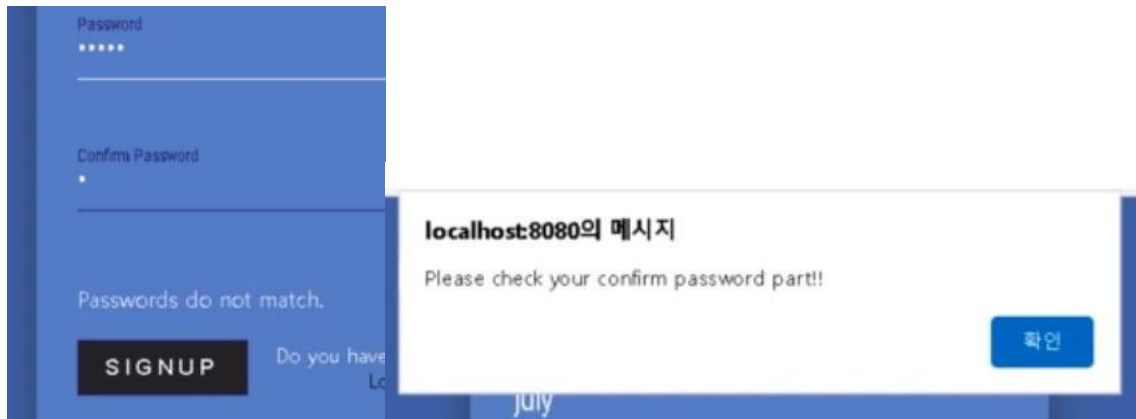 Password
Confirm Password
Passwords do not match.
SIGNUP
Do you have
Lo
localhost:8080의 메시지
Please check your confirm password part!!
확인
july